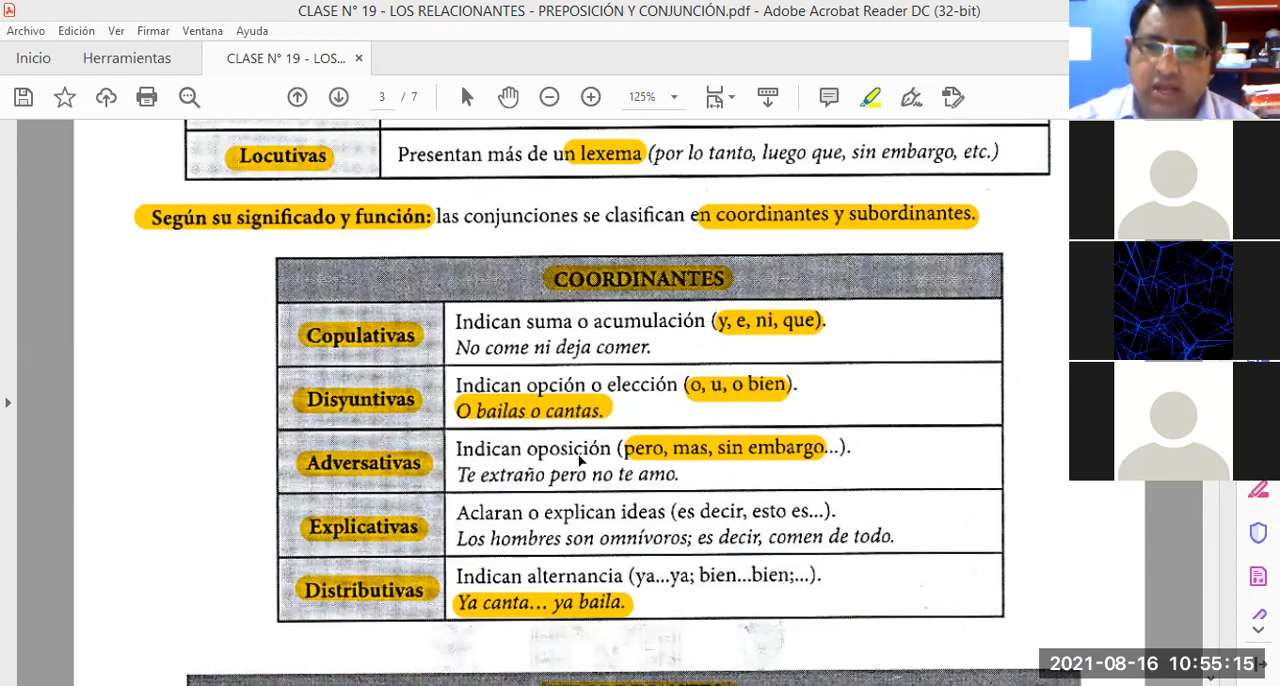 CLASE N° 19 - LOS RELACIONANTES - PREPOSICIÓN Y CONJUNCIÓN.pdf - Adobe Acrobat Reader DC (32-bit)
Archivo Edición Ver Firmar Ventana Ayuda
Inicio Herramientas CLASE N° 19 - LOS... ×
3 / 7 125%
Locutivas Presentan más de un lexema (por lo tanto, luego que, sin embargo, etc.)
Según su significado y función: las conjunciones se clasifican en coordinantes y subordinantes.
COORDINANTES
Copulativas
Indican suma o acumulación (y, e, ni, que).
No come ni deja comer.
Disyuntivas
Indican opción o elección (o, u, o bien).
O bailas o cantas.
Adversativas
Indican oposición (pero, mas, sin embargo...).
Te extraño pero no te amo.
Explicativas
Aclaran o explican ideas (es decir, esto es...).
Los hombres son omnívoros; es decir, comen de todo.
Distributivas
Indican alternancia (ya...ya; bien...bien;...).
Ya canta... ya baila.
2021-08-16 10:55:15